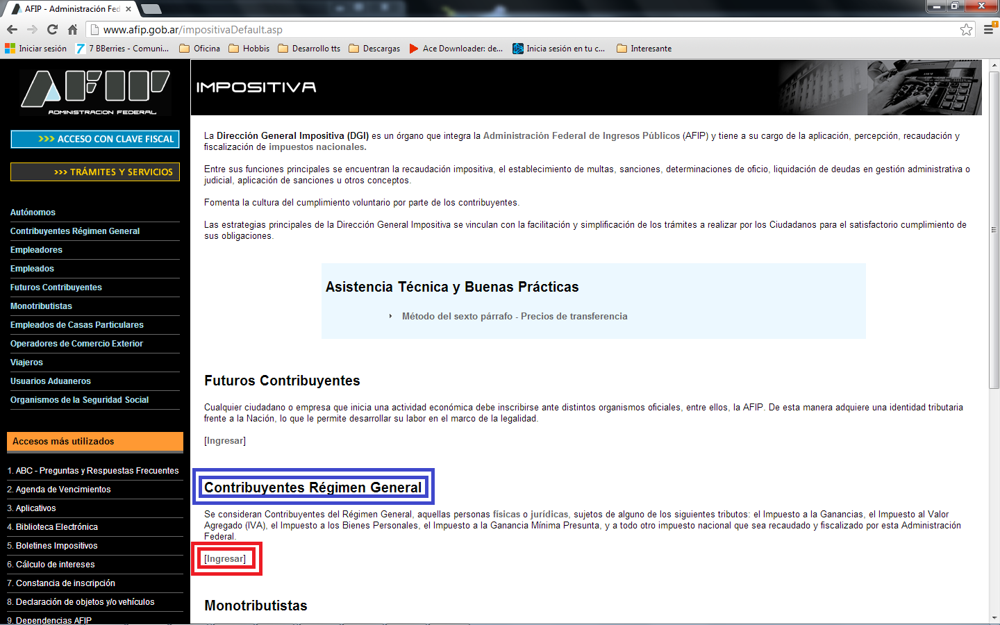 AFIP - Administración Fed
www.afip.gob.ar/impositivaDefault.asp
Iniciar sesión
7 BBerries - Comuni...
Oficina
Hobbis
Desarrollo tts
Descargas
Ace Downloader: de...
Inicia sesión en tu c...
Interesante
AFIP
ADMINISTRACION FEDERAL
>>> ACCESO CON CLAVE FISCAL
>>> TRÁMITES Y SERVICIOS
Autónomos
Contribuyentes Régimen General
Empleadores
Empleados
Futuros Contribuyentes
Monotributistas
Empleados de Casas Particulares
Operadores de Comercio Exterior
Viajeros
Usuarios Aduaneros
Organismos de la Seguridad Social
Accesos más utilizados
1. ABC - Preguntas y Respuestas Frecuentes
2. Agenda de Vencimientos
3. Aplicativos
4. Biblioteca Electrónica
5. Boletines Impositivos
6. Cálculo de intereses
7. Constancia de inscripción
8. Declaración de objetos y/o vehículos
9. Dependencias AFIP
IMPOSITIVA
La Dirección General Impositiva (DGI) es un órgano que integra la Administración Federal de Ingresos Públicos (AFIP) y tiene a su cargo de la aplicación, percepción, recaudación y
fiscalización de impuestos nacionales.
Entre sus funciones principales se encuentran la recaudación impositiva, el establecimiento de multas, sanciones, determinaciones de oficio, liquidación de deudas en gestión administrativa o
judicial, aplicación de sanciones u otros conceptos.
Fomenta la cultura del cumplimiento voluntario por parte de los contribuyentes.
Las estrategias principales de la Dirección General Impositiva se vinculan con la facilitación y simplificación de los trámites a realizar por los Ciudadanos para el satisfactorio cumplimiento de
sus obligaciones.
Asistencia Técnica y Buenas Prácticas
Método del sexto párrafo - Precios de transferencia
Futuros Contribuyentes
Cualquier ciudadano o empresa que inicia una actividad económica debe inscribirse ante distintos organismos oficiales, entre ellos, la AFIP. De esta manera adquiere una identidad tributaria
frente a la Nación, lo que le permite desarrollar su labor en el marco de la legalidad.
[Ingresar]
Contribuyentes Régimen General
Se consideran Contribuyentes del Régimen General, aquellas personas físicas o jurídicas, sujetos de alguno de los siguientes tributos: el Impuesto a la Ganancias, el Impuesto al Valor
Agregado (IVA), el Impuesto a los Bienes Personales, el Impuesto a la Ganancia Mínima Presunta, y a todo otro impuesto nacional que sea recaudado y fiscalizado por esta Administración
Federal.
[Ingresar]
Monotributistas